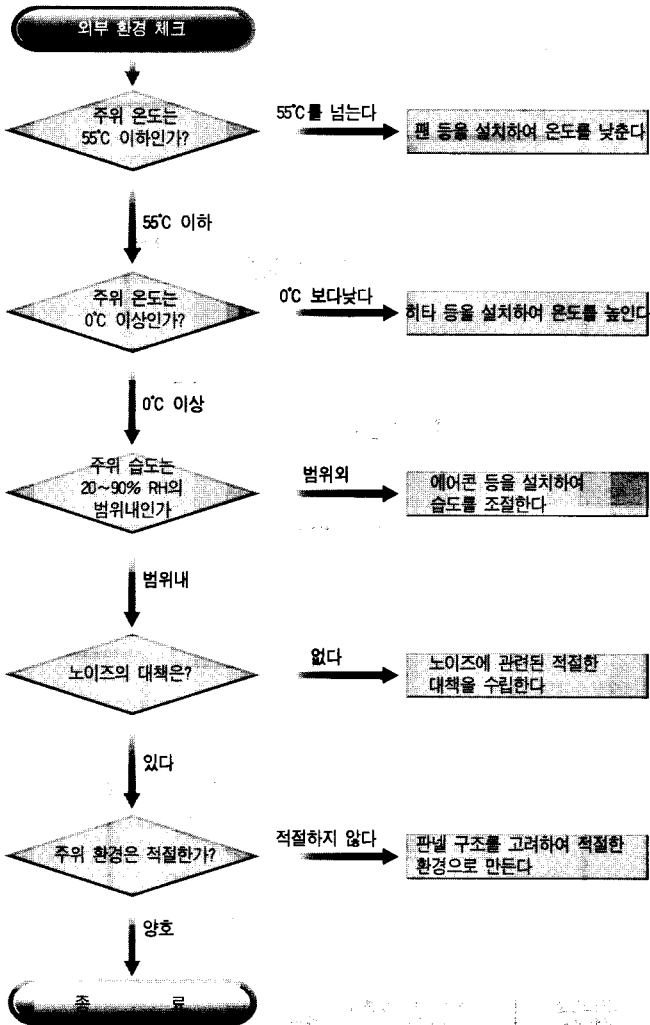 외부 환경 체크
주위 온도는
55℃ 이하인가?
55℃를 넘는다
팬 등을 설치하여 온도를 낮춘다
55℃ 이하
주위 온도는
0℃ 이상인가?
0℃ 보다낮다
히타 등을 설치하여 온도를 높인다
0℃ 이상
주위 습도는
20~90% RH의
범위내인가
범위외
에어콘 등을 설치하여
습도를 조절한다
범위내
노이즈의 대책은?
없다
노이즈에 관련된 적절한
대책을 수립한다
있다
주위 환경은 적절한가?
적절하지 않다
판넬 구조를 고려하여 적절한
환경으로 만든다
양호
종 료